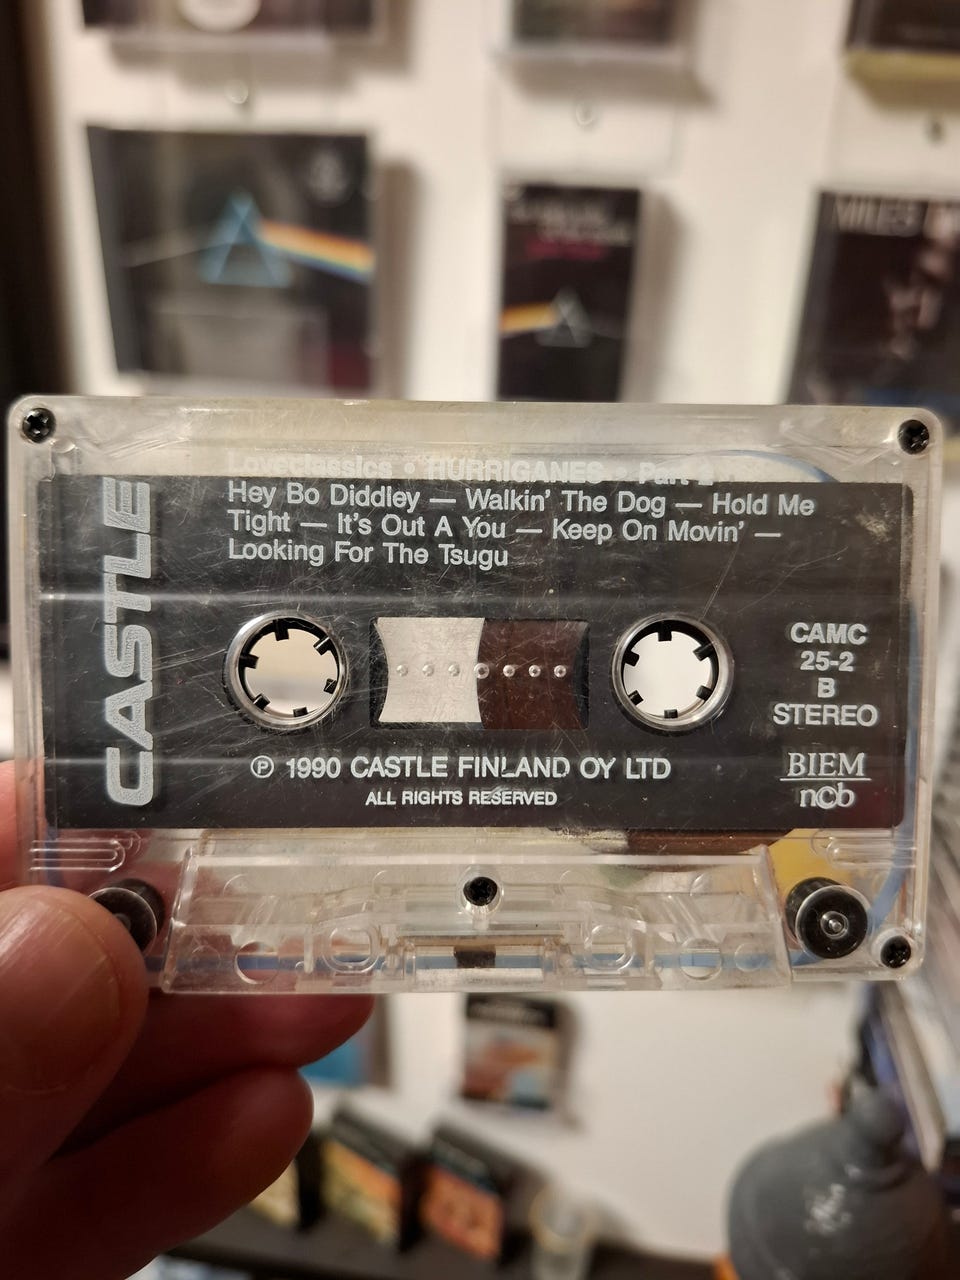 Loveclassics • HURRIGANES • Part 2
Hey Bo Diddley — Walkin' The Dog — Hold Me
Tight — It's Out A You — Keep On Movin' —
Looking For The Tsugu
CASTLE
CAMC
25-2
B
STEREO
℗ 1990 CASTLE FINLAND OY LTD
ALL RIGHTS RESERVED
BIEM
ncb
MILES